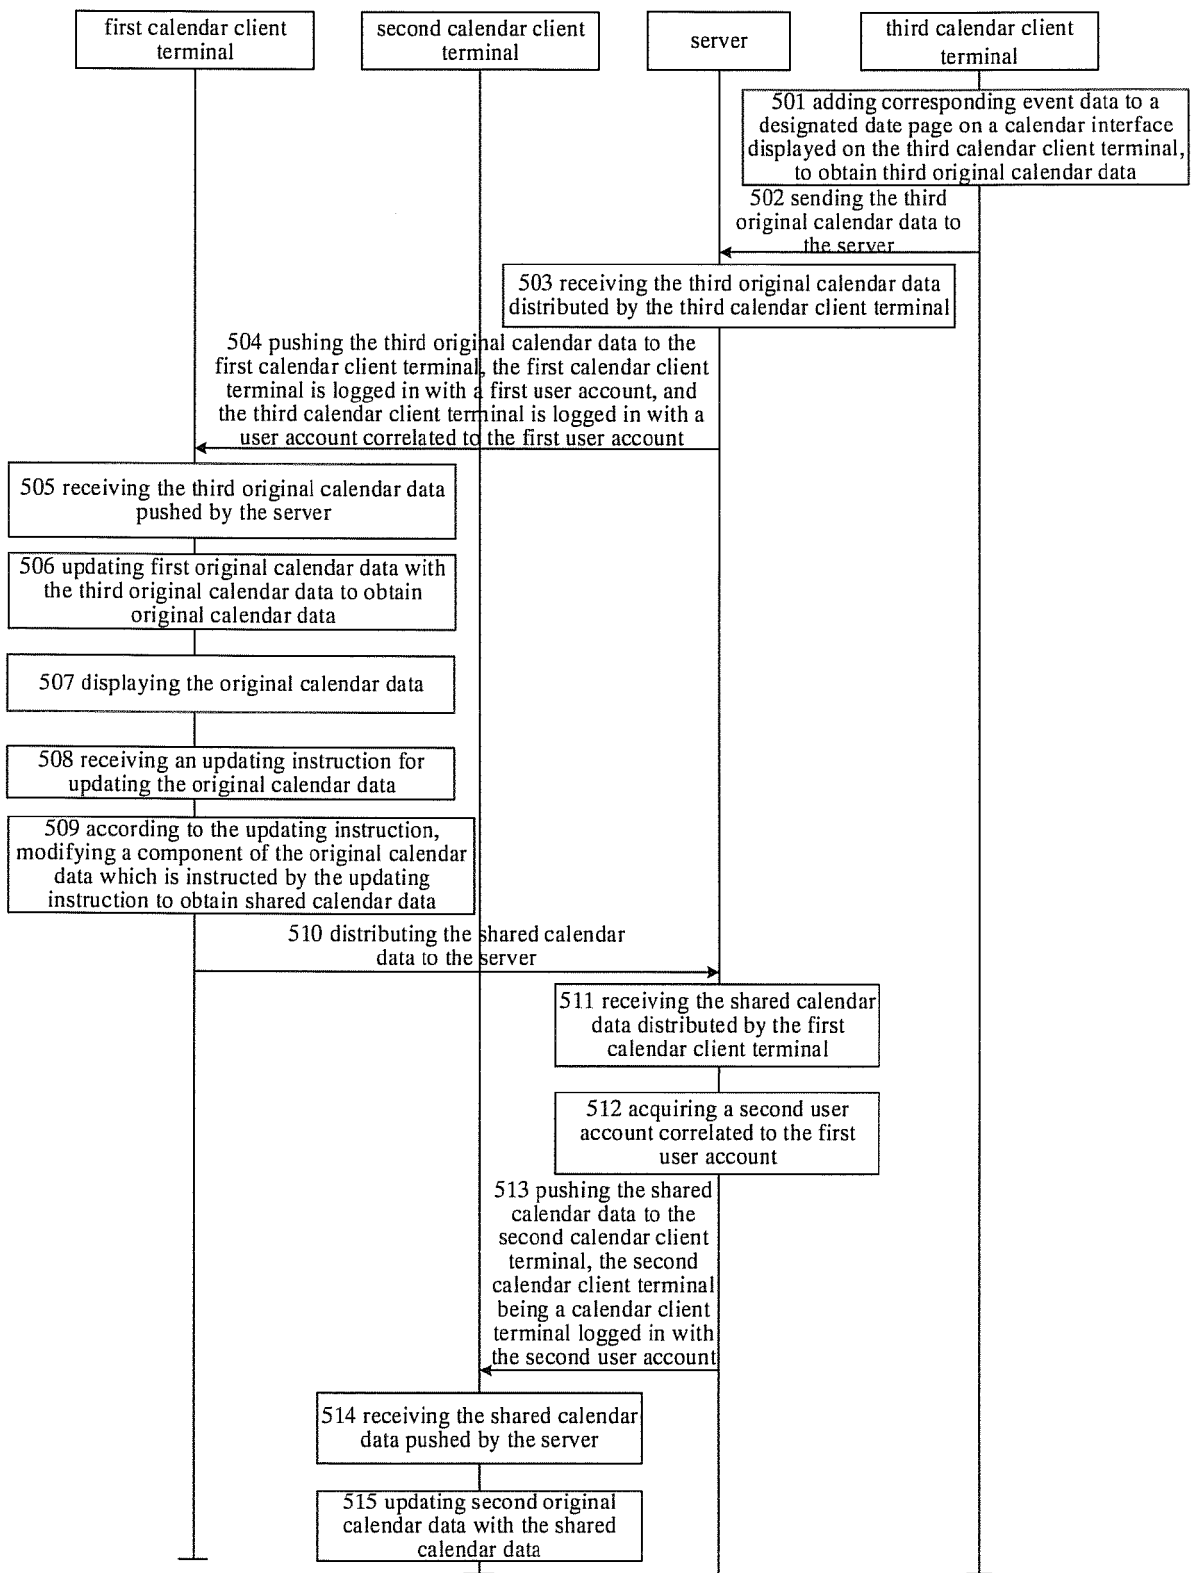 first calendar client
terminal
second calendar client
terminal
server
third calendar client
terminal
501 adding corresponding event data to a
designated date page on a calendar interface
displayed on the third calendar client terminal,
to obtain third original calendar data
502 sending the third
original calendar data to
the server
503 receiving the third original calendar data
distributed by the third calendar client terminal
504 pushing the third original calendar data to the
first calendar client terminal, the first calendar client
terminal is logged in with a first user account, and
the third calendar client terminal is logged in with a
user account correlated to the first user account
505 receiving the third original calendar data
pushed by the server
506 updating first original calendar data with
the third original calendar data to obtain
original calendar data
507 displaying the original calendar data
508 receiving an updating instruction for
updating the original calendar data
509 according to the updating instruction,
modifying a component of the original calendar
data which is instructed by the updating
instruction to obtain shared calendar data
510 distributing the shared calendar
data to the server
511 receiving the shared calendar
data distributed by the first
calendar client terminal
512 acquiring a second user
account correlated to the first
user account
513 pushing the shared
calendar data to the
second calendar client
terminal, the second
calendar client terminal
being a calendar client
terminal logged in with
the second user account
514 receiving the shared calendar
data pushed by the server
515 updating second original
calendar data with the shared
calendar data